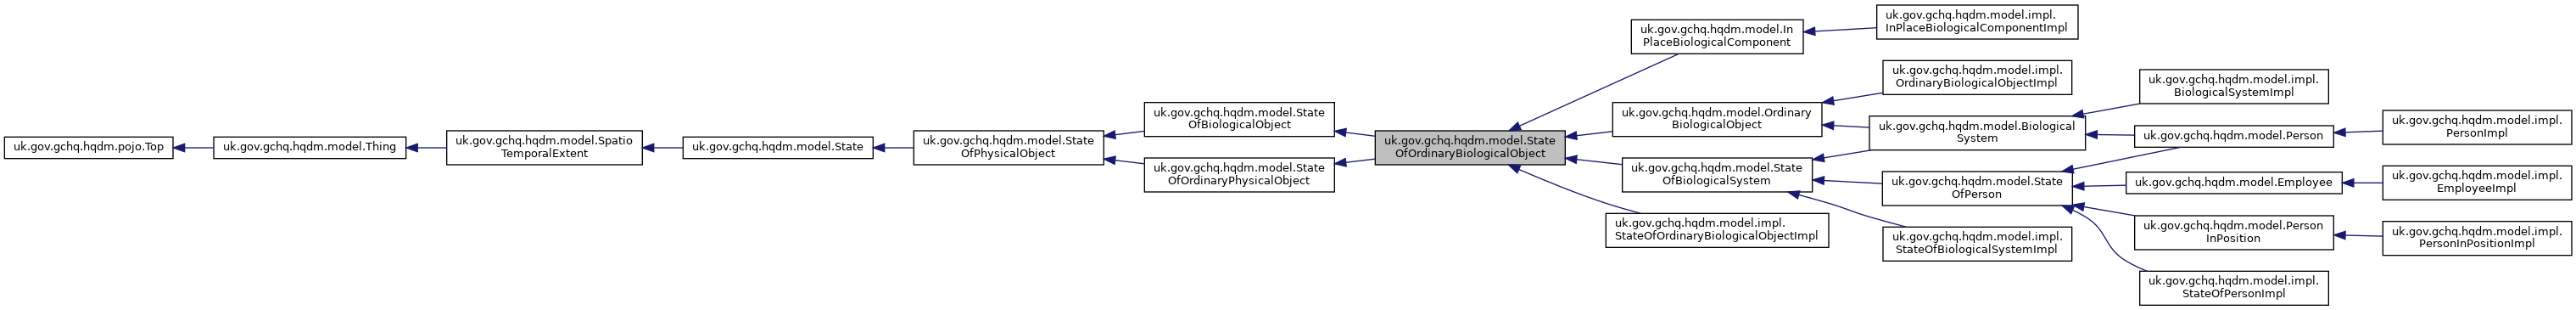 uk.gov.gchq.hqdm.pojo.Top
uk.gov.gchq.hqdm.model.Thing
uk.gov.gchq.hqdm.model.Spatio
TemporalExtent
uk.gov.gchq.hqdm.model.State
uk.gov.gchq.hqdm.model.State
OfPhysicalObject
uk.gov.gchq.hqdm.model.State
OfBiologicalObject
uk.gov.gchq.hqdm.model.State
OfOrdinaryPhysicalObject
uk.gov.gchq.hqdm.model.State
OfOrdinaryBiologicalObject
uk.gov.gchq.hqdm.model.In
PlaceBiologicalComponent
uk.gov.gchq.hqdm.model.Ordinary
BiologicalObject
uk.gov.gchq.hqdm.model.State
OfBiologicalSystem
uk.gov.gchq.hqdm.model.impl.
StateOfOrdinaryBiologicalObjectImpl
uk.gov.gchq.hqdm.model.impl.
InPlaceBiologicalComponentImpl
uk.gov.gchq.hqdm.model.impl.
OrdinaryBiologicalObjectImpl
uk.gov.gchq.hqdm.model.Biological
System
uk.gov.gchq.hqdm.model.State
OfPerson
uk.gov.gchq.hqdm.model.impl.
StateOfBiologicalSystemImpl
uk.gov.gchq.hqdm.model.impl.
BiologicalSystemImpl
uk.gov.gchq.hqdm.model.Person
uk.gov.gchq.hqdm.model.Employee
uk.gov.gchq.hqdm.model.Person
InPosition
uk.gov.gchq.hqdm.model.impl.
StateOfPersonImpl
uk.gov.gchq.hqdm.model.impl.
PersonImpl
uk.gov.gchq.hqdm.model.impl.
EmployeeImpl
uk.gov.gchq.hqdm.model.impl.
PersonInPositionImpl